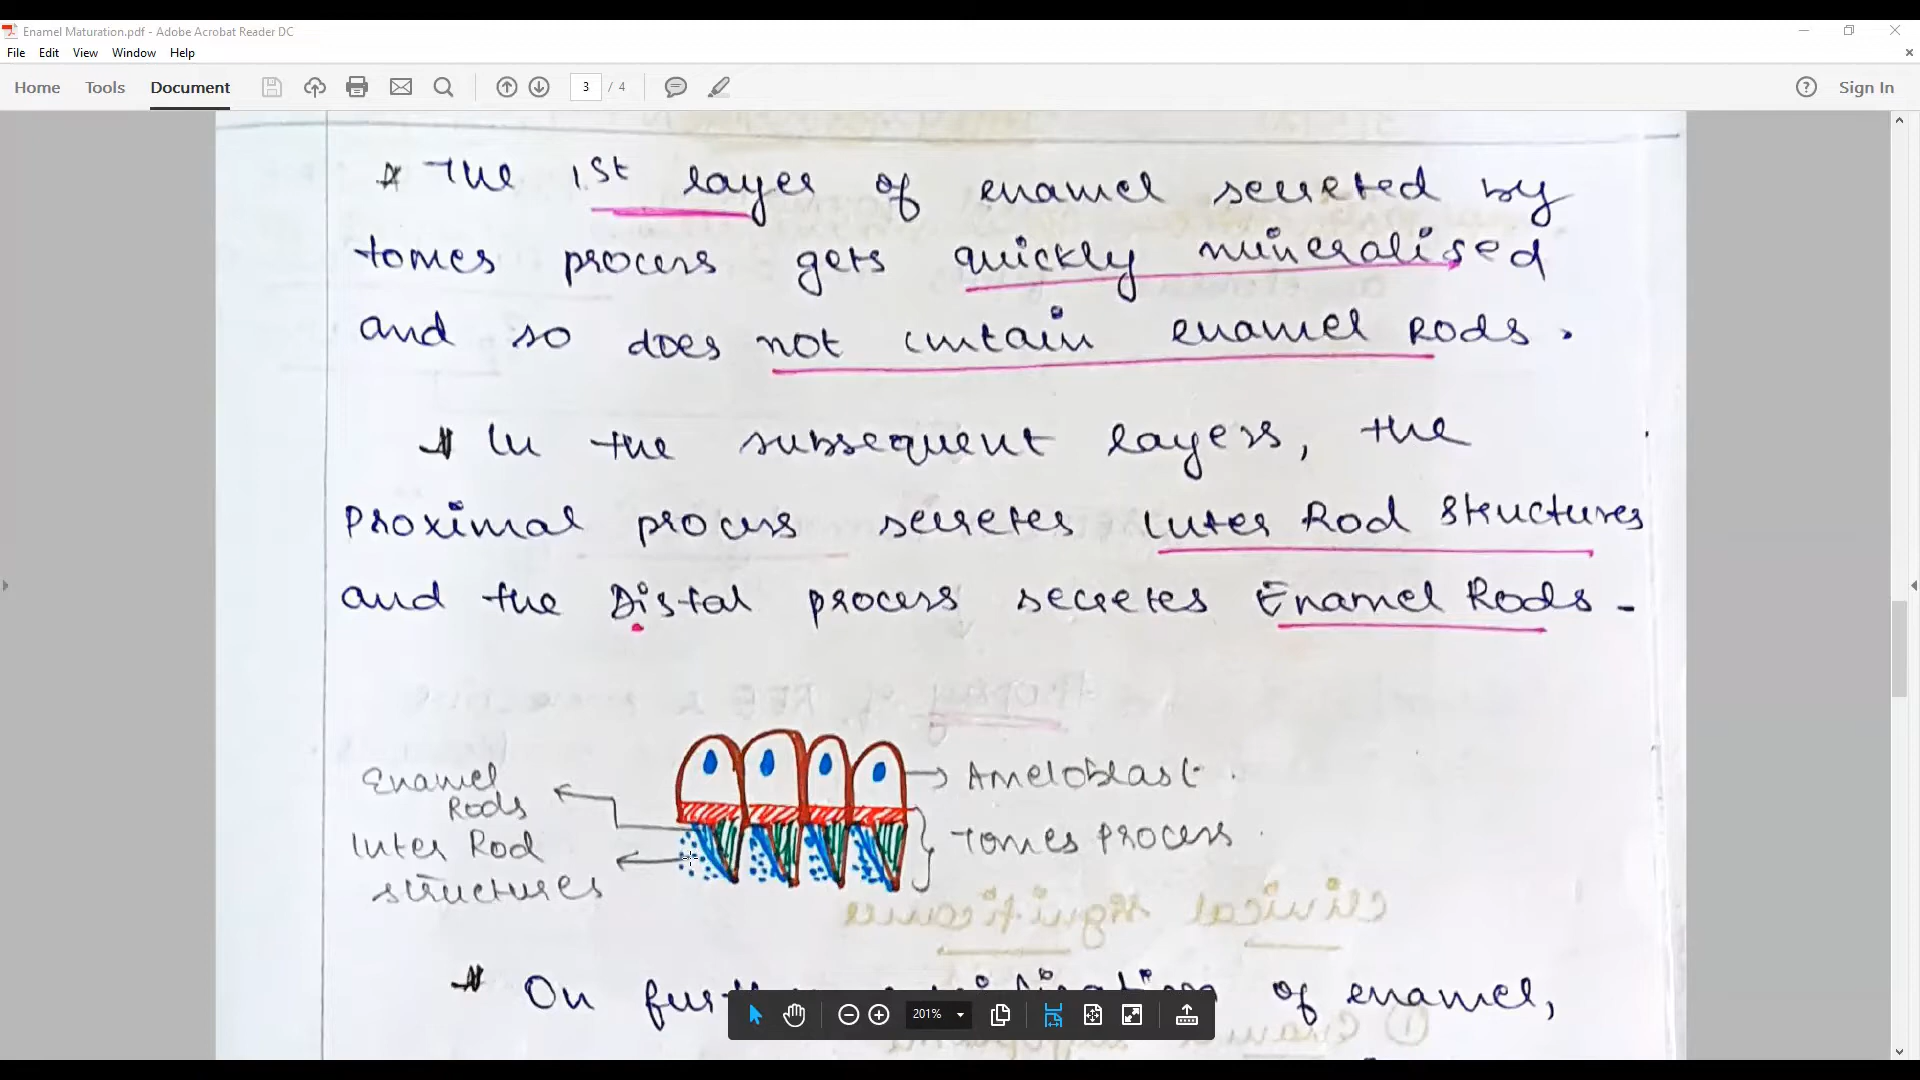 Enamel Maturation.pdf - Adobe Acrobat Reader DC
File Edit View Window Help
Home Tools Document 3 / 4 Sign In
The 1st layer of enamel secreted by
tomes process gets quickly mineralised
and so does not contain enamel Rods.
In the subsequent layers, the
Proximal process secretes Inter Rod Structures
and the Distal process secretes Enamel Rods-
Enamel Rods
Inter Rod structures
Ameloblast
Tomes Process
On of enamel,
201%